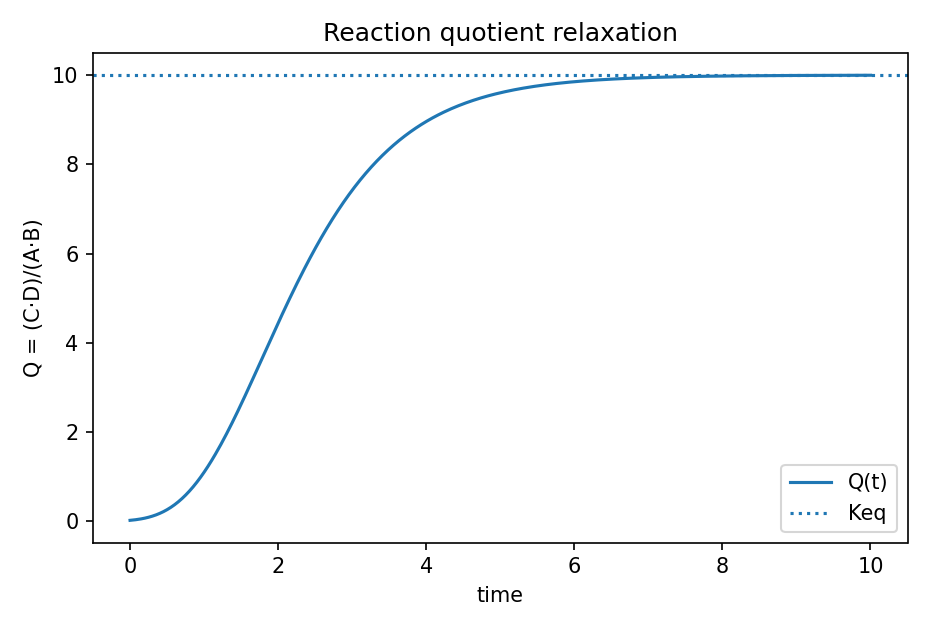 Reaction quotient relaxation
Q = (C·D)/(A·B)
10
8
6
4
2
0
0 2 4 6 8 10
time
Q(t)
Keq